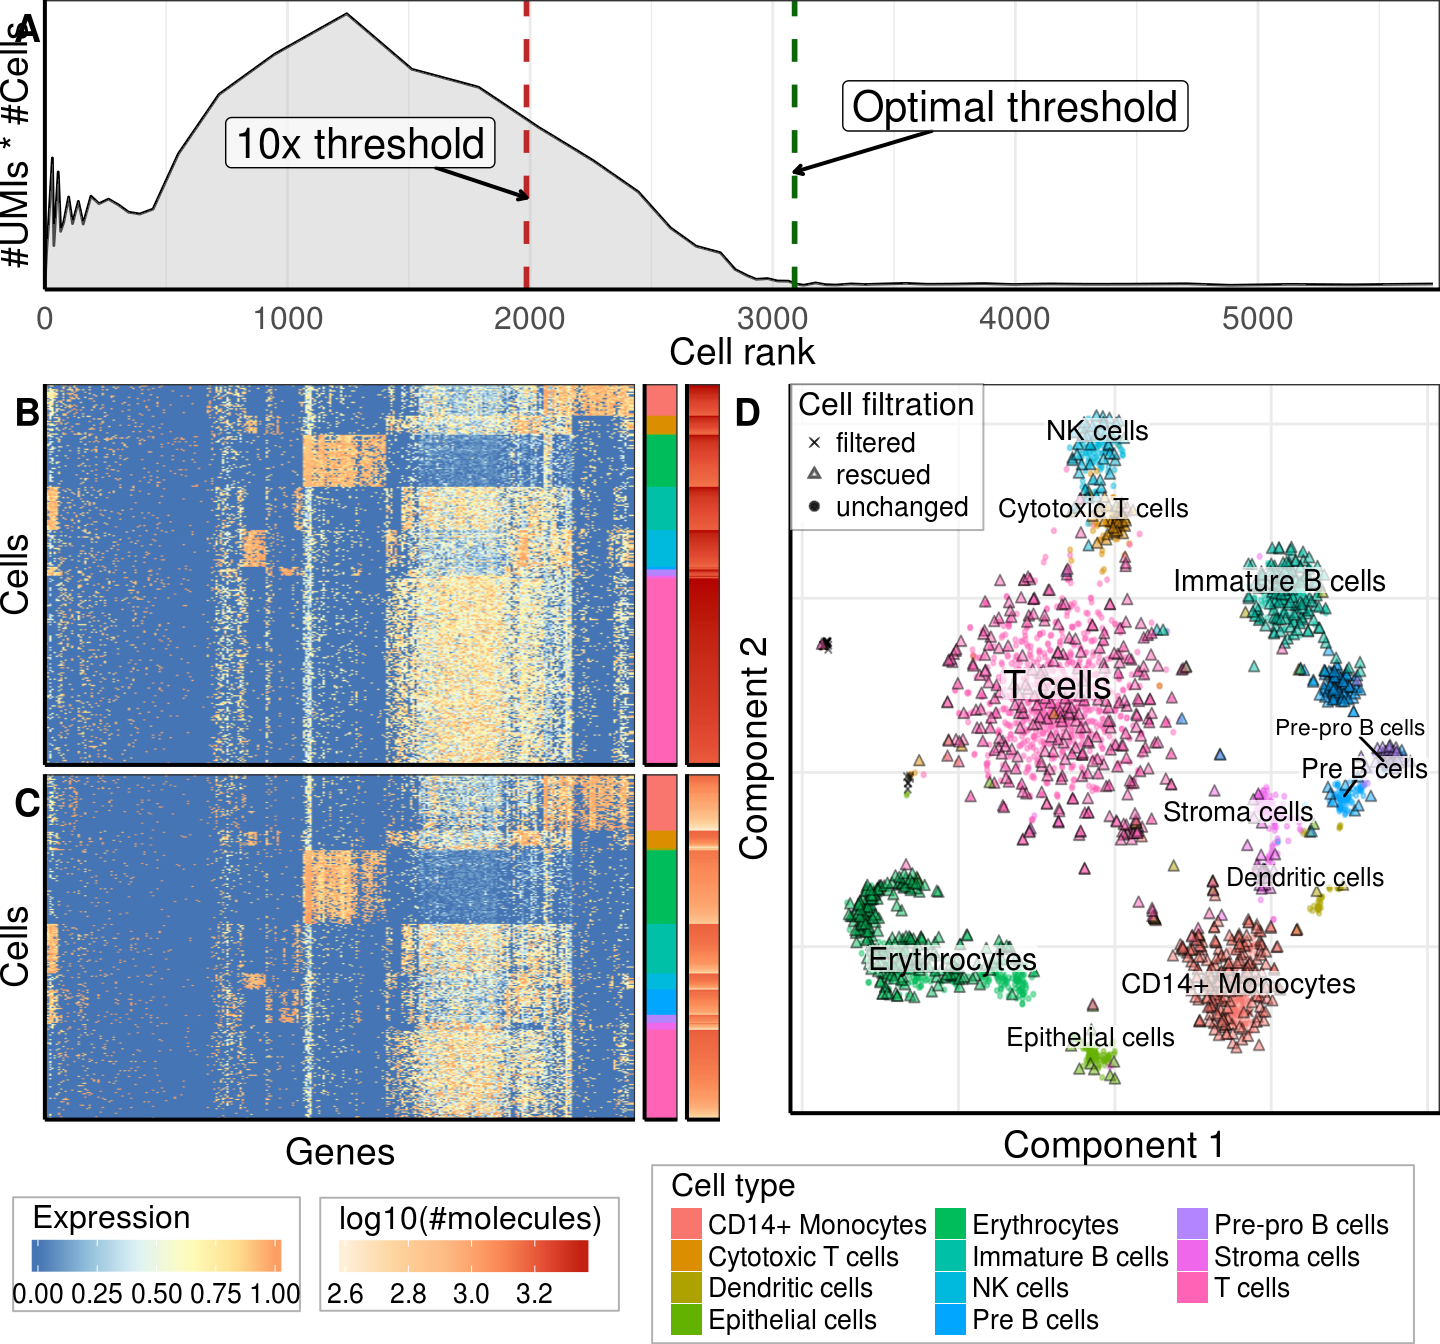 A
#UMIs * #Cells
10x threshold
Optimal threshold
0 1000 2000 3000 4000 5000
Cell rank
B
Cells
C
Cells
Genes
D
Cell filtration
filtered
rescued
unchanged
NK cells
Cytotoxic T cells
Immature B cells
T cells
Pre-pro B cells
Pre B cells
Stroma cells
Dendritic cells
Erythrocytes
CD14+ Monocytes
Epithelial cells
Component 2
Component 1
Expression
0.00 0.25 0.50 0.75 1.00
log10(#molecules)
2.6 2.8 3.0 3.2
Cell type
CD14+ Monocytes
Cytotoxic T cells
Dendritic cells
Epithelial cells
Erythrocytes
Immature B cells
NK cells
Pre B cells
Pre-pro B cells
Stroma cells
T cells